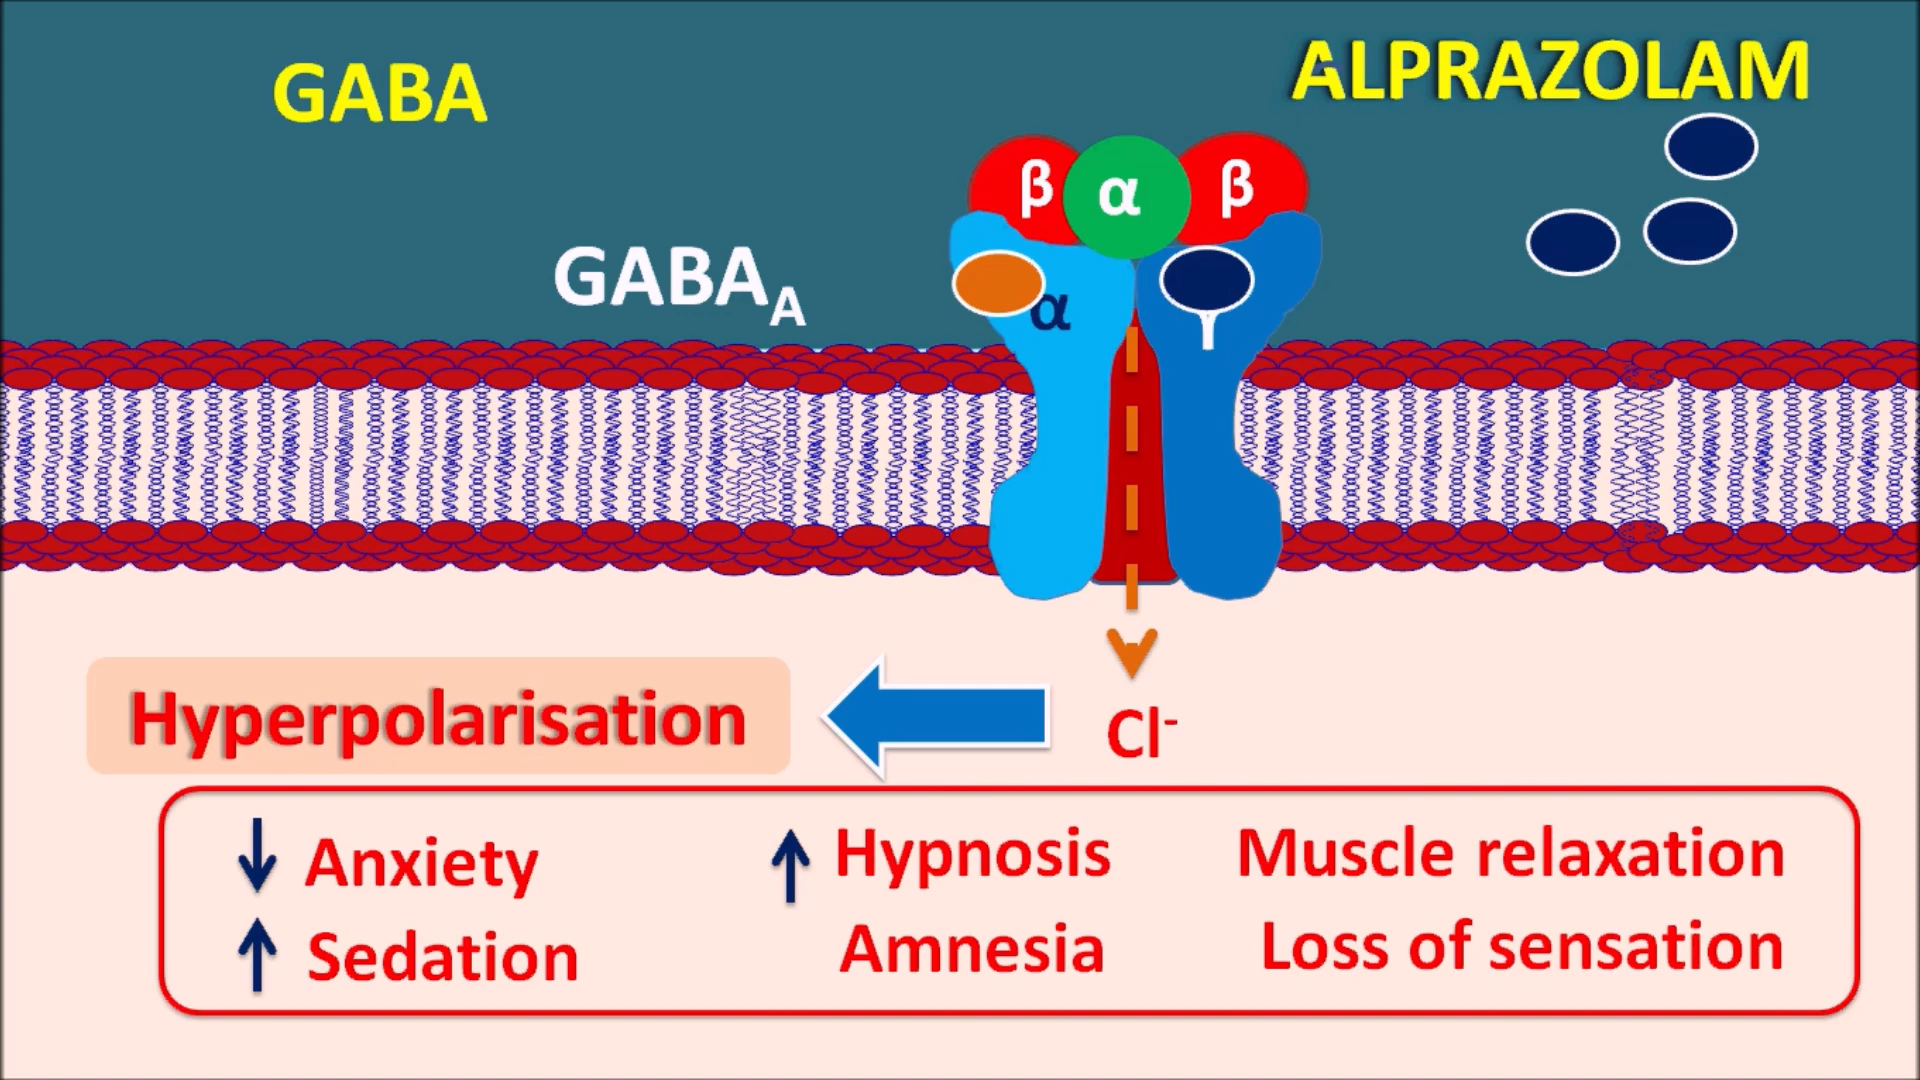 GABA
ALPRAZOLAM
β α β
GABAA
α
Hyperpolarisation
Cl-
Anxiety
Hypnosis
Muscle relaxation
Sedation
Amnesia
Loss of sensation